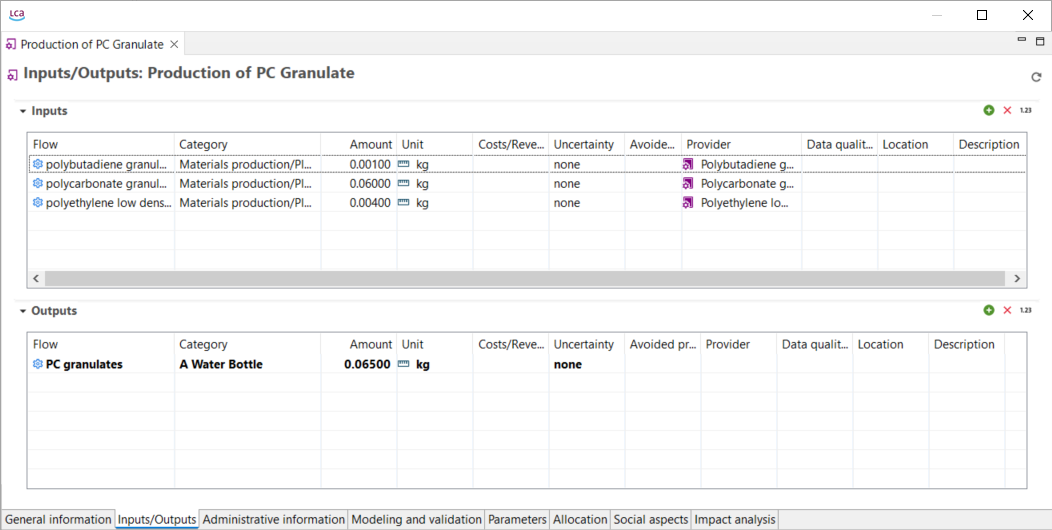 LCA
Production of PC Granulate
Inputs/Outputs: Production of PC Granulate
Inputs
1.23
Flow Category Amount Unit Costs/Reve... Uncertainty Avoide... Provider Data qualit... Location Description
polybutadiene granul... Materials production/Pl... 0.00100 kg none Polybutadiene g...
polycarbonate granul... Materials production/Pl... 0.06000 kg none Polycarbonate g...
polyethylene low dens... Materials production/Pl... 0.00400 kg none Polyethylene lo...
Outputs
1.23
Flow Category Amount Unit Costs/Reve... Uncertainty Avoided pr... Provider Data qualit... Location Description
PC granulates A Water Bottle 0.06500 kg none
General information Inputs/Outputs Administrative information Modeling and validation Parameters Allocation Social aspects Impact analysis